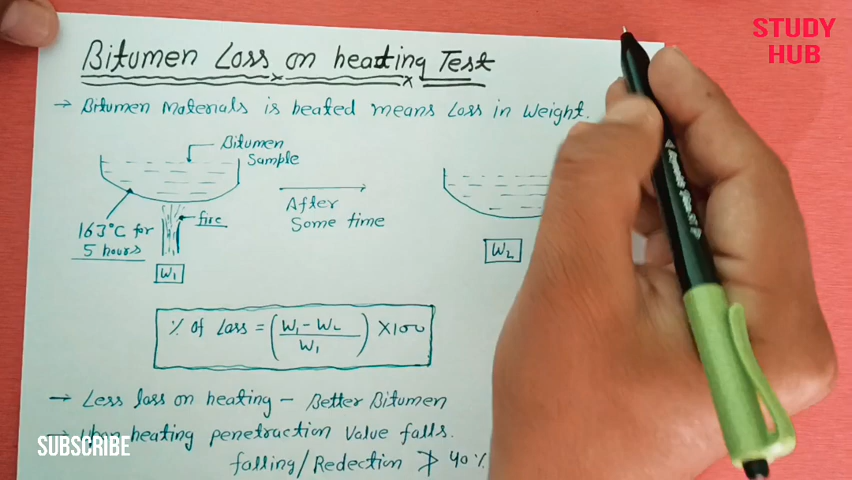 STUDY
HUB
Bitumen Loss on heating Test
→ Bitumen Materials is heated means Loss in Weight.
Bitumen
Sample
163°C for
5 hours
fire
After
Some time
W1
W2
% of Loss = (W1 - W2 / W1) X 100
→ Less loss on heating - Better Bitumen
→ Upon heating penetraction Value falls.
falling/Redection ≯ 40%
SUBSCRIBE